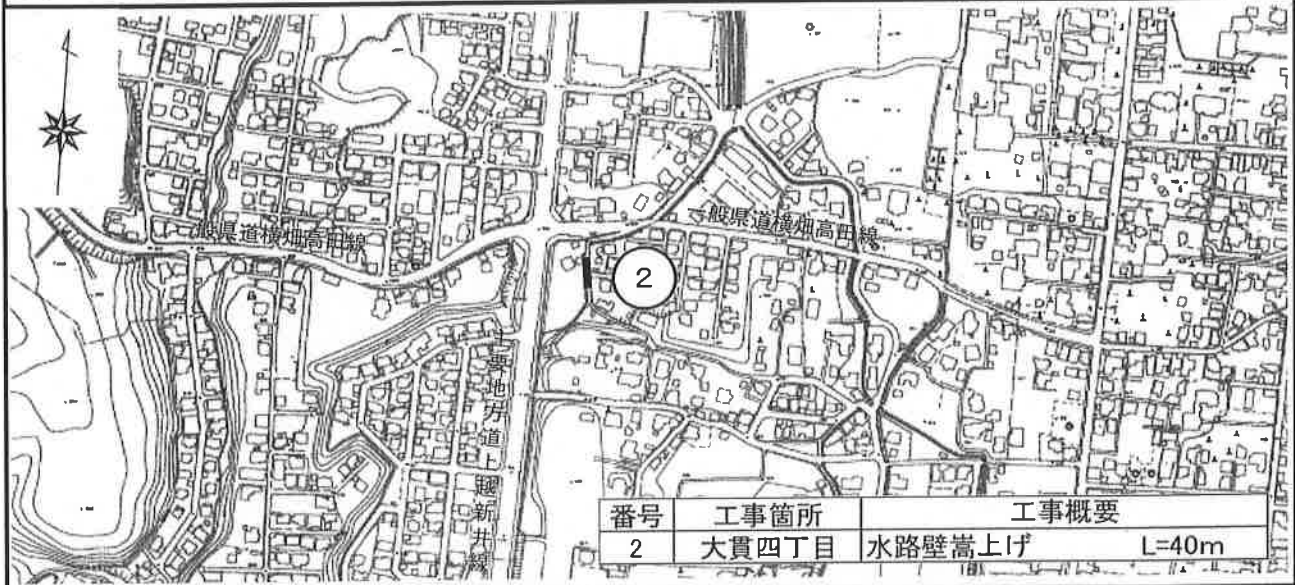 一般県道横畑高田線
一般県道横畑高田線
2
主要地方道上越新井線
番号 工事箇所 工事概要
2 大貫四丁目 水路壁嵩上げ L=40m